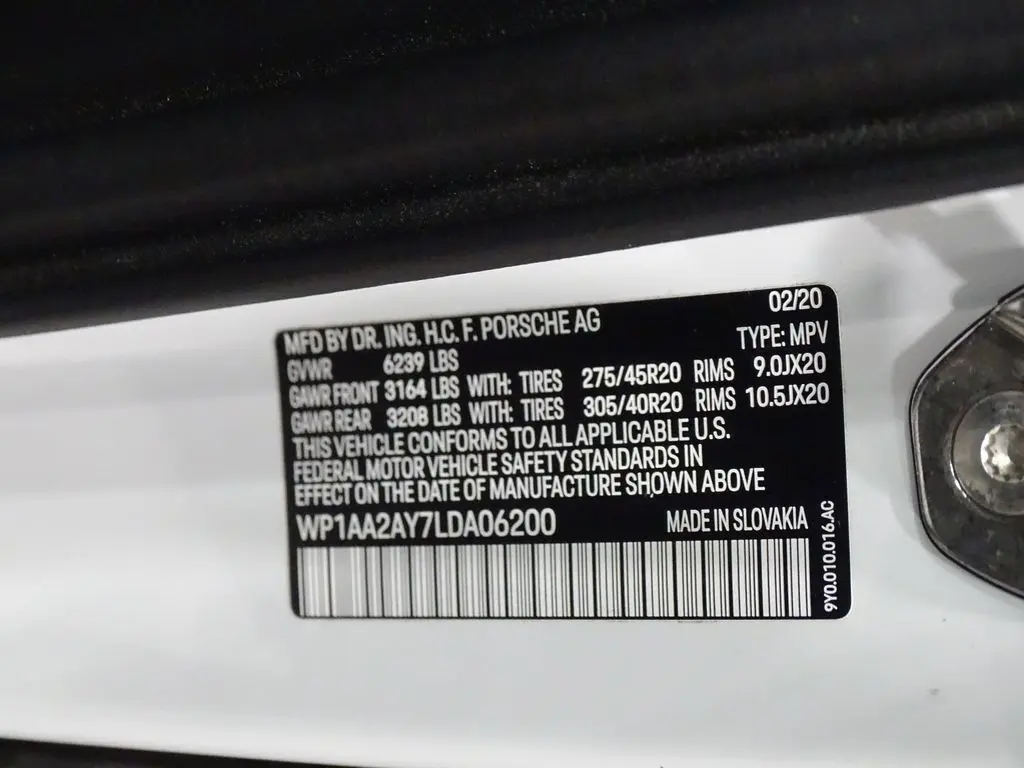 02/20
MFD BY DR. ING. H.C. F. PORSCHE AG TYPE: MPV
GVWR 6239 LBS
GAWR FRONT 3164 LBS WITH: TIRES 275/45R20 RIMS 9.0JX20
GAWR REAR 3208 LBS WITH: TIRES 305/40R20 RIMS 10.5JX20
THIS VEHICLE CONFORMS TO ALL APPLICABLE U.S.
FEDERAL MOTOR VEHICLE SAFETY STANDARDS IN
EFFECT ON THE DATE OF MANUFACTURE SHOWN ABOVE
WP1AA2AY7LDA06200 MADE IN SLOVAKIA
9Y0.010.016.AC